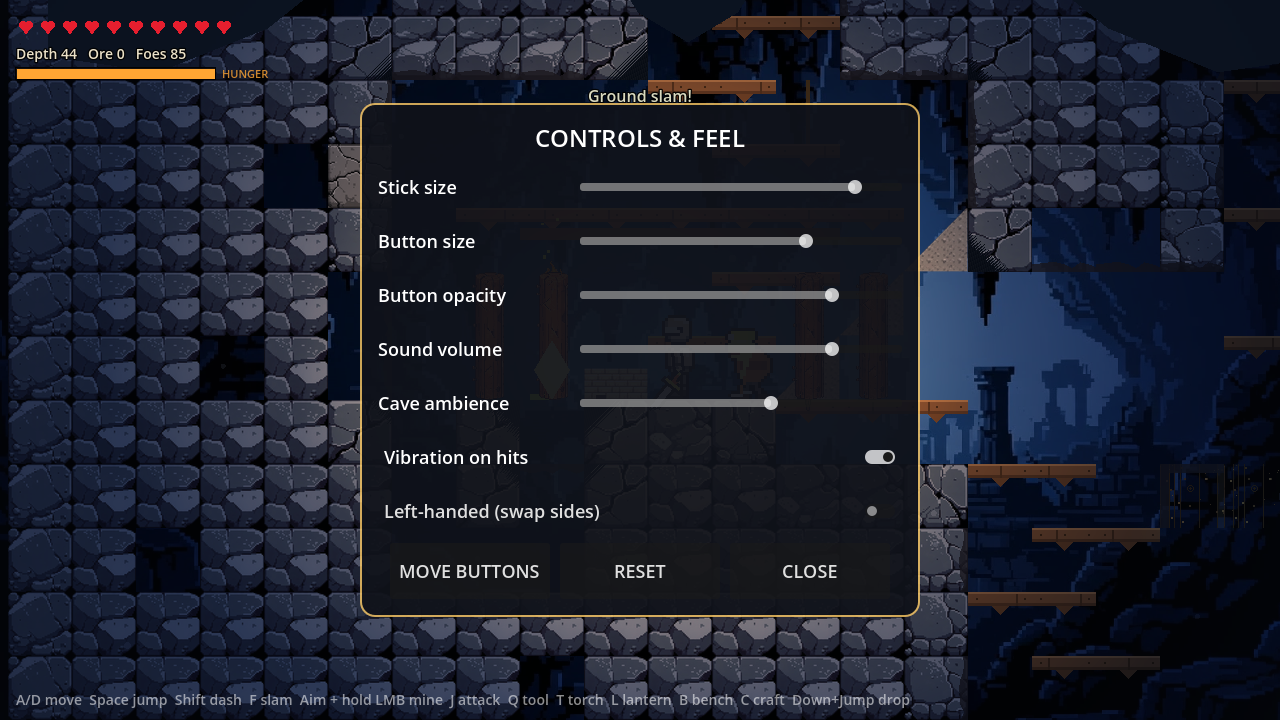 Depth 44 Ore 0 Foes 85
HUNGER
Ground slam!
CONTROLS & FEEL
Stick size
Button size
Button opacity
Sound volume
Cave ambience
Vibration on hits
Left-handed (swap sides)
MOVE BUTTONS RESET CLOSE
A/D move Space jump Shift dash F slam Aim + hold LMB mine J attack Q tool T torch L lantern B bench C craft Down+Jump drop